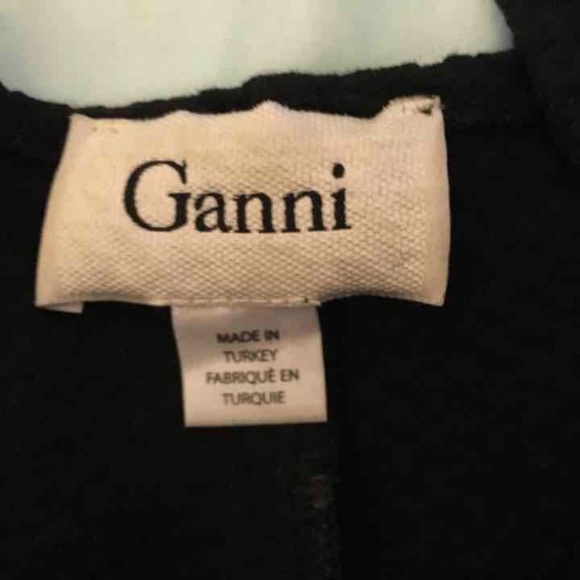 Ganni
MADE IN
TURKEY
FABRIQUÉ EN
TURQUIE